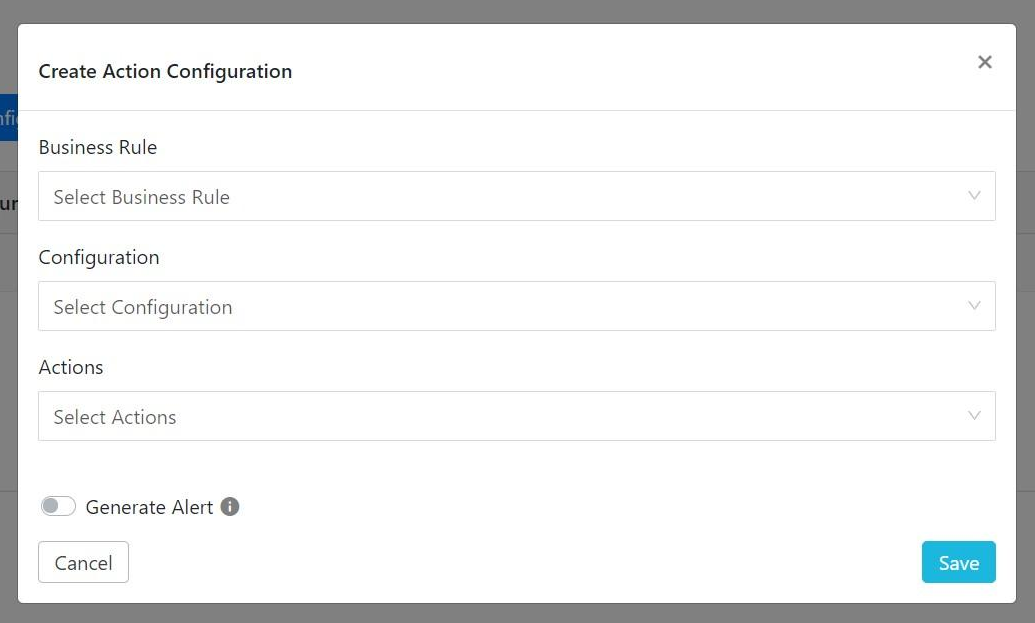 Create Action Configuration
Business Rule
Select Business Rule
Configuration
Select Configuration
Actions
Select Actions
Generate Alert
Cancel
Save